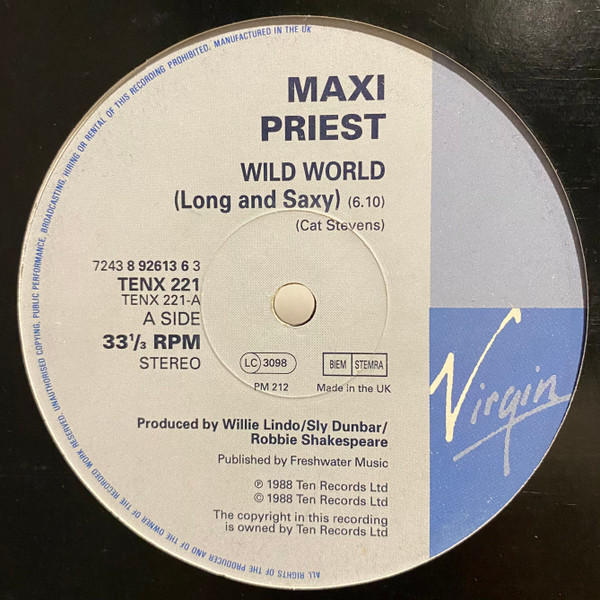 ALL RIGHTS OF THE PRODUCER AND OF THE OWNER OF THE RECORDED WORK RESERVED. UNAUTHORISED COPYING, PUBLIC PERFORMANCE, BROADCASTING, HIRING OR RENTAL OF THIS RECORDING PROHIBITED. MANUFACTURED IN THE UK
MAXI
PRIEST
WILD WORLD
(Long and Saxy) (6.10)
(Cat Stevens)
7243 8 92613 6 3
TENX 221
TENX 221-A
A SIDE
33⅓ RPM
STEREO
LC 3098
BIEM STEMRA
PM 212
Made in the UK
Virgin
Produced by Willie Lindo/Sly Dunbar/
Robbie Shakespeare
Published by Freshwater Music
℗ 1988 Ten Records Ltd
© 1988 Ten Records Ltd
The copyright in this recording
is owned by Ten Records Ltd